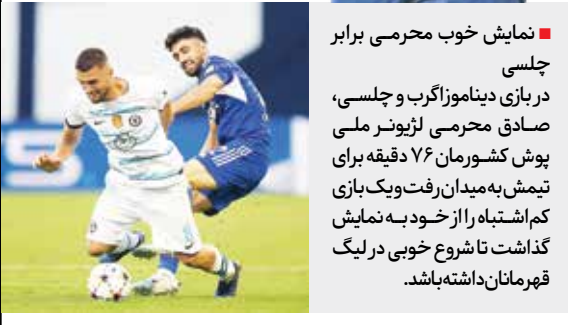 نمایش خوب محرمی برابر
چلسی
در بازی دیناموزاگرب و چلسی،
صادق محرمی لژیونر ملی
پوش کشورمان ۷۶ دقیقه برای
تیمش به میدان رفت و یک بازی
کم‌اشتباه را از خود به نمایش
گذاشت تا شروع خوبی در لیگ
قهرمانان داشته باشد.